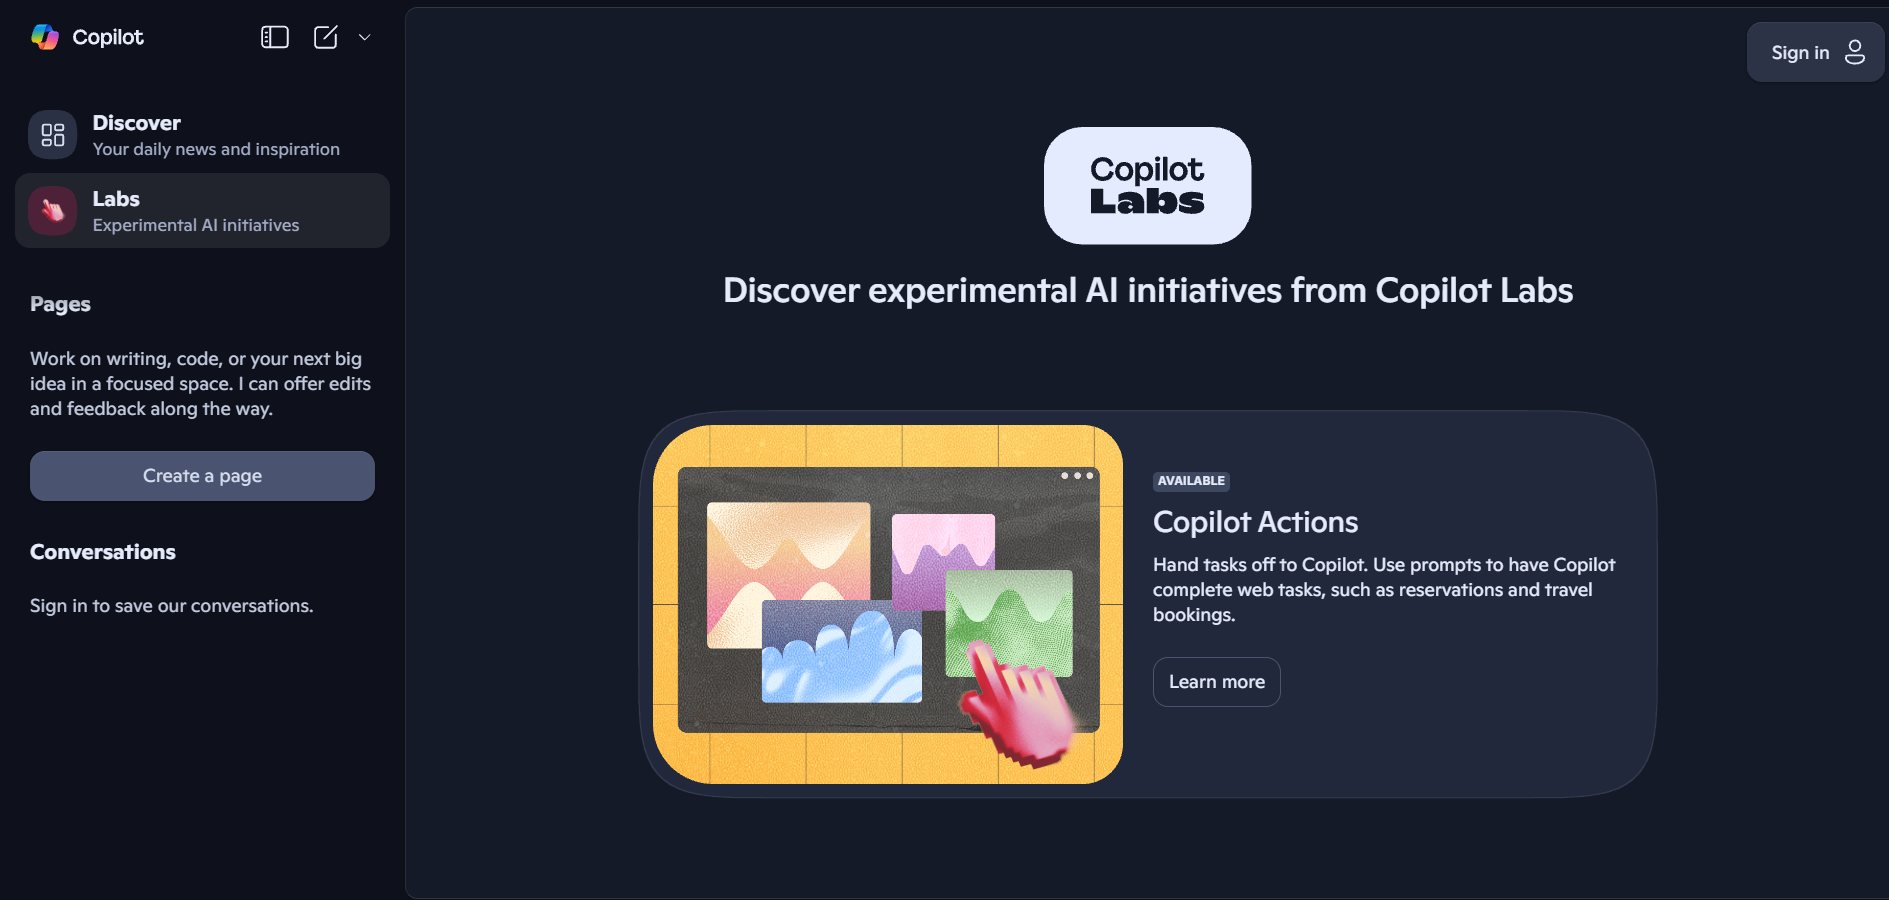 Copilot
Discover
Your daily news and inspiration
Labs
Experimental AI initiatives
Pages
Work on writing, code, or your next big
idea in a focused space. I can offer edits
and feedback along the way.
Create a page
Conversations
Sign in to save our conversations.
Sign in
Copilot
Labs
Discover experimental AI initiatives from Copilot Labs
AVAILABLE
Copilot Actions
Hand tasks off to Copilot. Use prompts to have Copilot
complete web tasks, such as reservations and travel
bookings.
Learn more